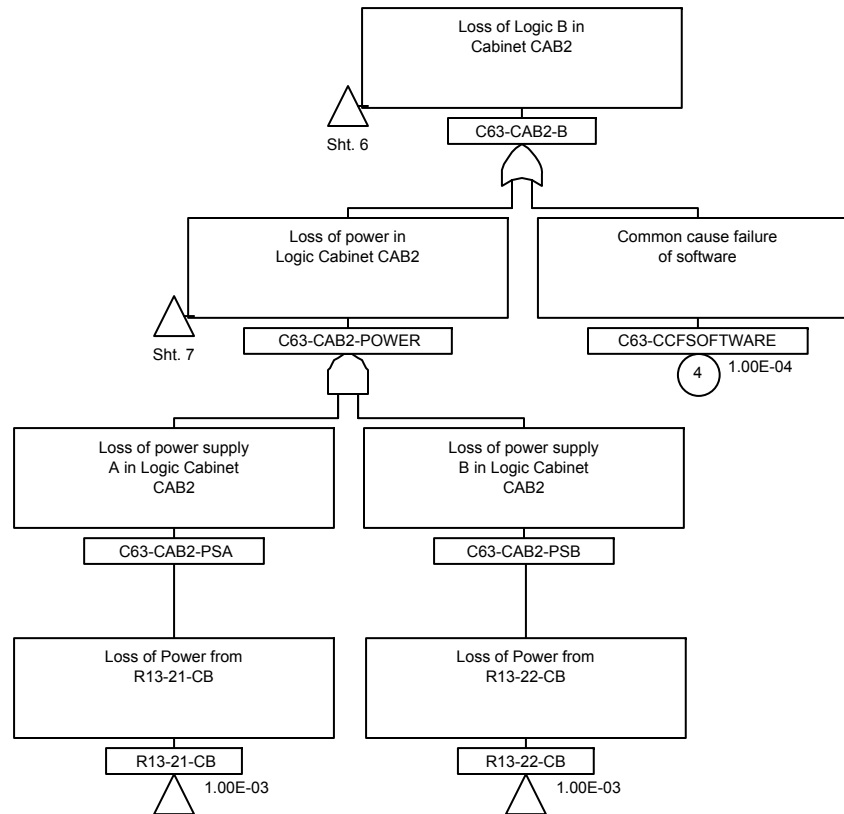 Loss of Logic B in
Cabinet CAB2
Sht. 6
C63-CAB2-B
Loss of power in
Logic Cabinet CAB2
Common cause failure
of software
Sht. 7
C63-CAB2-POWER
C63-CCFSOFTWARE
4
1.00E-04
Loss of power supply
A in Logic Cabinet
CAB2
Loss of power supply
B in Logic Cabinet
CAB2
C63-CAB2-PSA
C63-CAB2-PSB
Loss of Power from
R13-21-CB
Loss of Power from
R13-22-CB
R13-21-CB
R13-22-CB
1.00E-03
1.00E-03